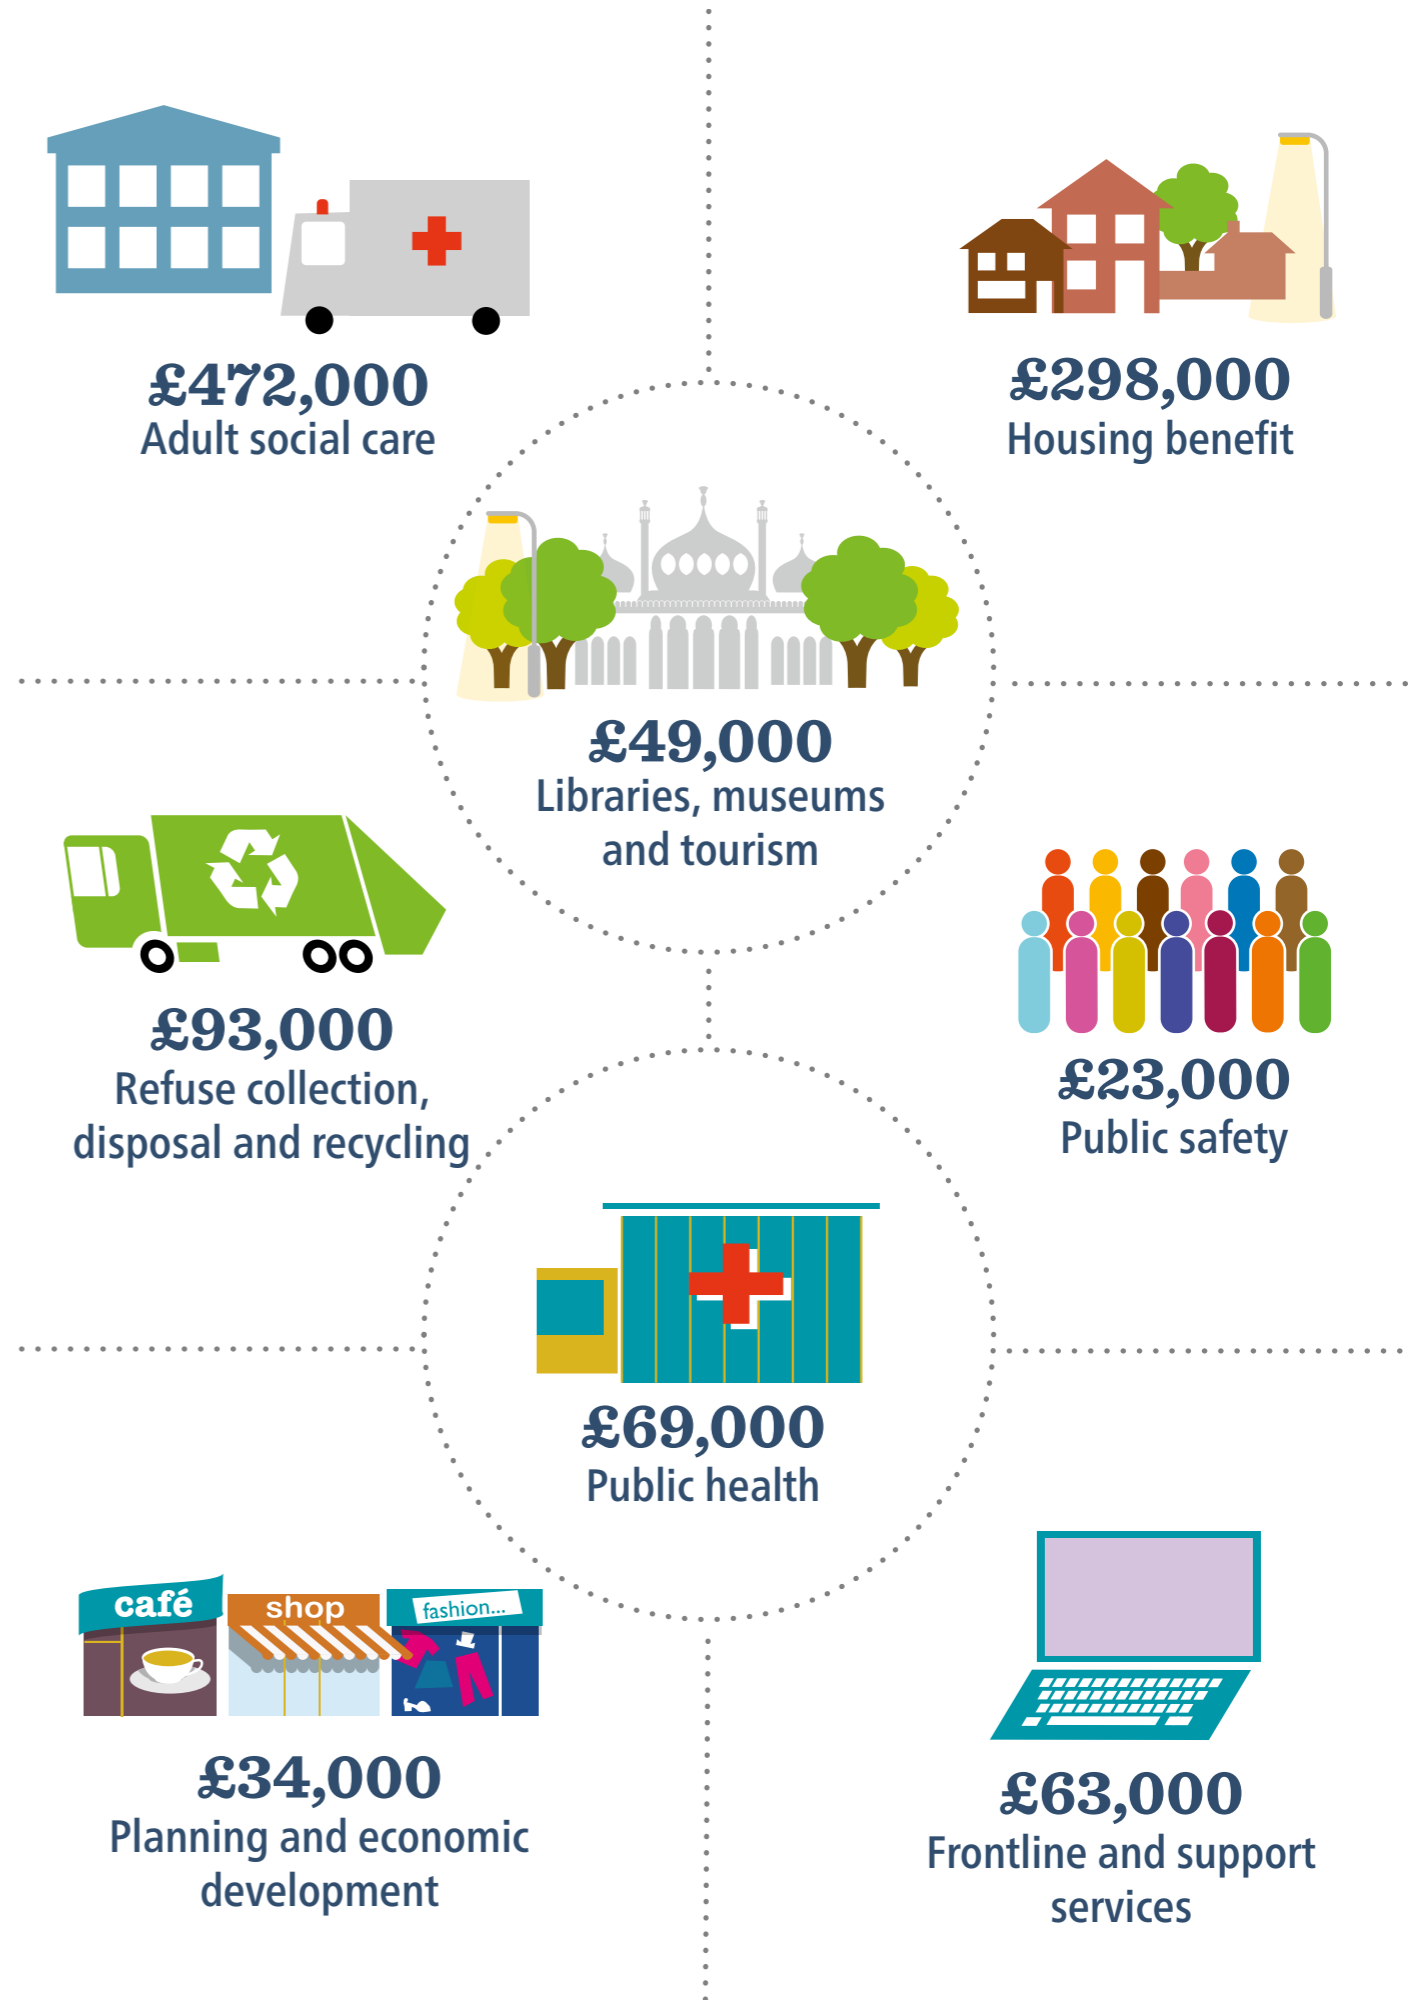 £472,000
Adult social care
£298,000
Housing benefit
£49,000
Libraries, museums
and tourism
£93,000
Refuse collection,
disposal and recycling
£23,000
Public safety
£69,000
Public health
café
shop
fashion...
£34,000
Planning and economic
development
£63,000
Frontline and support
services